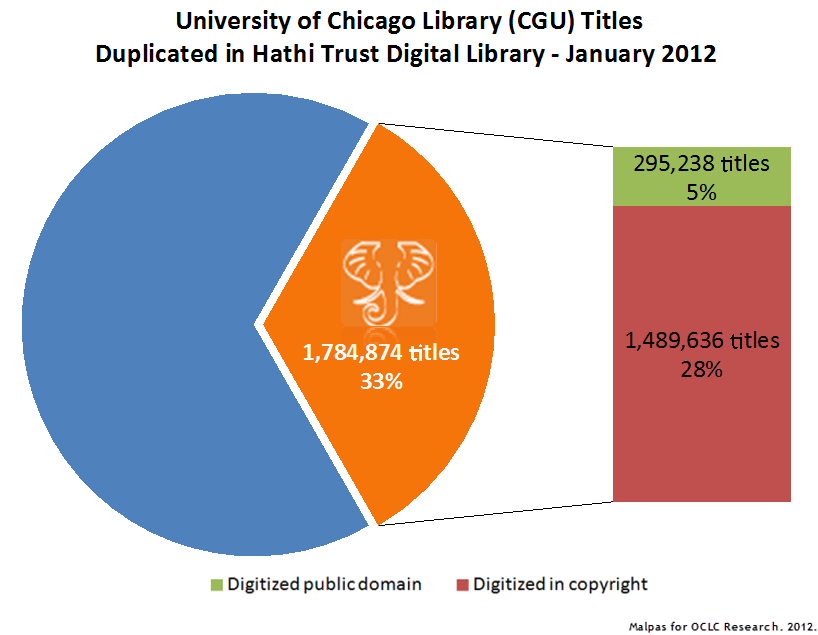 University of Chicago Library (CGU) Titles
Duplicated in Hathi Trust Digital Library - January 2012
295,238 titles
5%
1,489,636 titles
28%
1,784,874 titles
33%
Digitized public domain
Digitized in copyright
Malpas for OCLC Research. 2012.